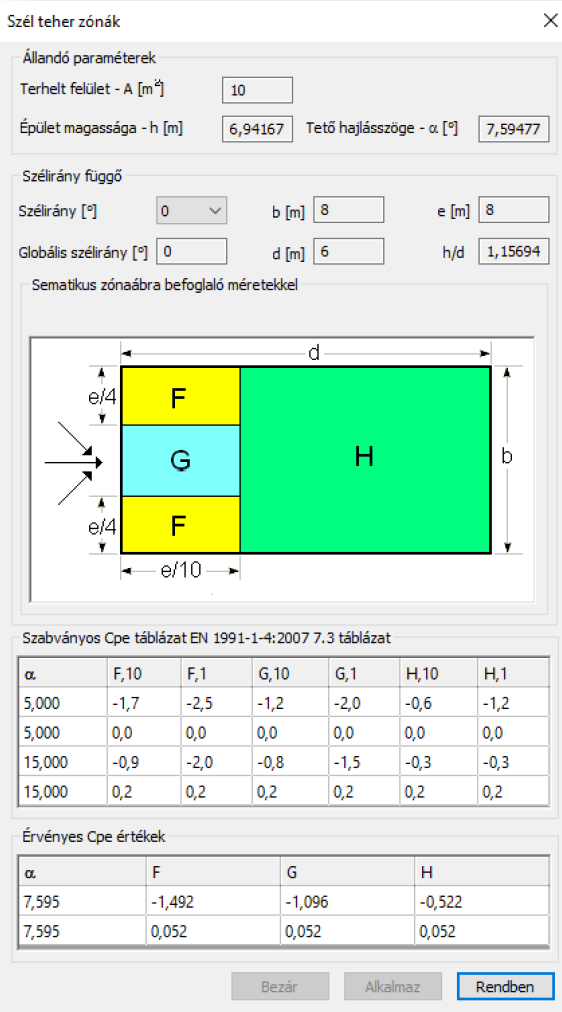 Szél teher zónák
Állandó paraméterek
Terhelt felület - A [m²] 10
Épület magassága - h [m] 6,94167 Tető hajlásszöge - α [°] 7,59477
Szélirány függő
Szélirány [°] 0 b [m] 8 e [m] 8
Globális szélirány [°] 0 d [m] 6 h/d 1,15694
Sematikus zónaábra befoglaló méretekkel
d
e/4 F
G H b
e/4 F
e/10
Szabványos Cpe táblázat EN 1991-1-4:2007 7.3 táblázat
α F,10 F,1 G,10 G,1 H,10 H,1
5,000 -1,7 -2,5 -1,2 -2,0 -0,6 -1,2
5,000 0,0 0,0 0,0 0,0 0,0 0,0
15,000 -0,9 -2,0 -0,8 -1,5 -0,3 -0,3
15,000 0,2 0,2 0,2 0,2 0,2 0,2
Érvényes Cpe értékek
α F G H
7,595 -1,492 -1,096 -0,522
7,595 0,052 0,052 0,052
Bezár Alkalmaz Rendben